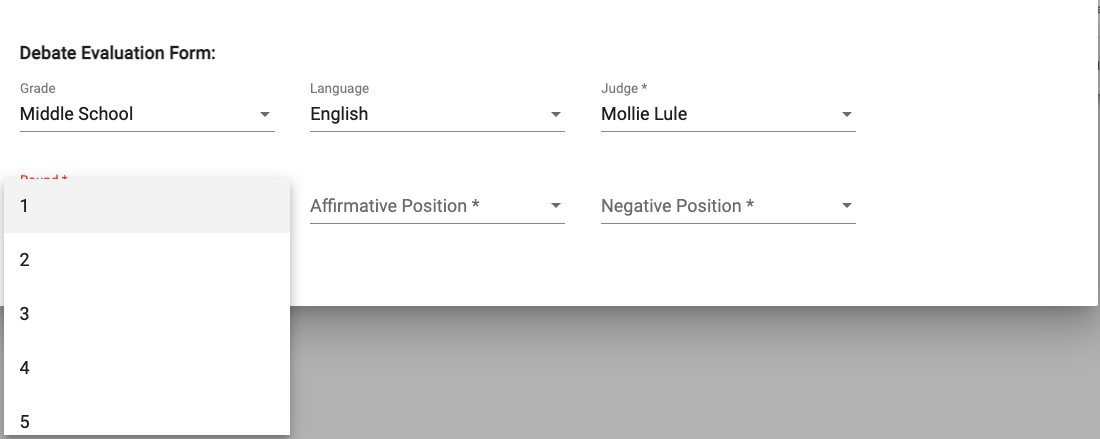 Debate Evaluation Form:
Grade
Language
Judge *
Middle School
English
Mollie Lule
Round *
1
Affirmative Position *
Negative Position *
2
3
4
5